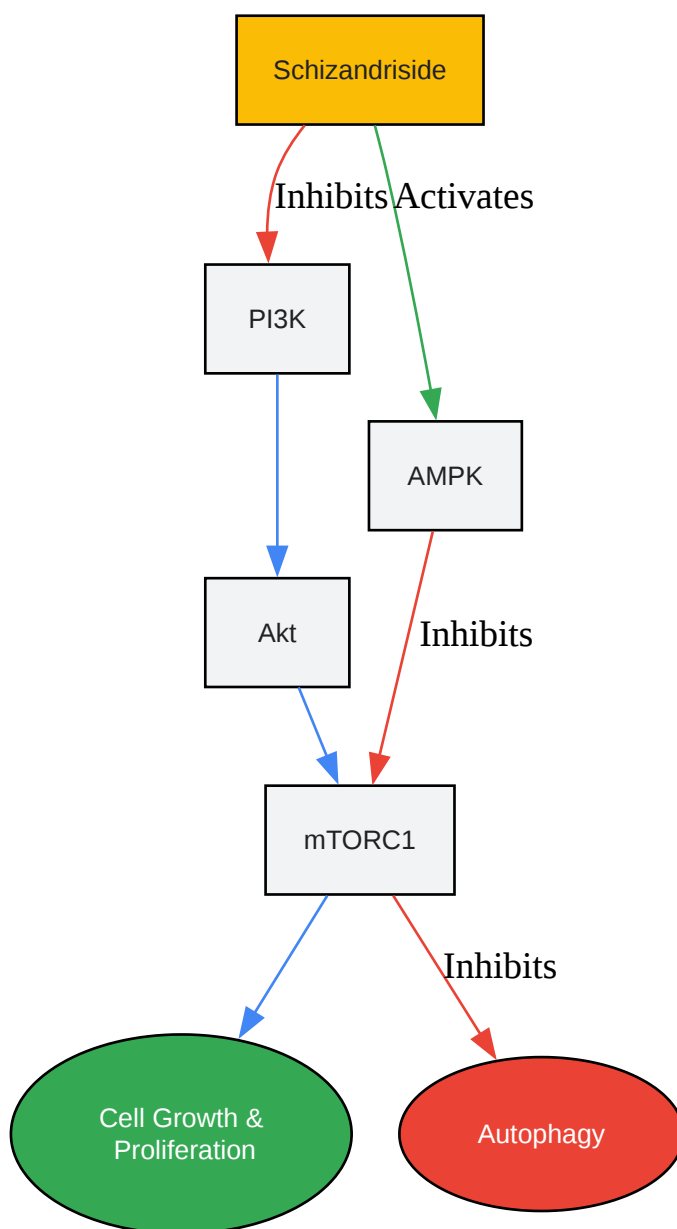 Schizandriside
Inhibits Activates
PI3K
AMPK
Akt
Inhibits
mTORC1
Inhibits
Cell Growth &
Proliferation
Autophagy